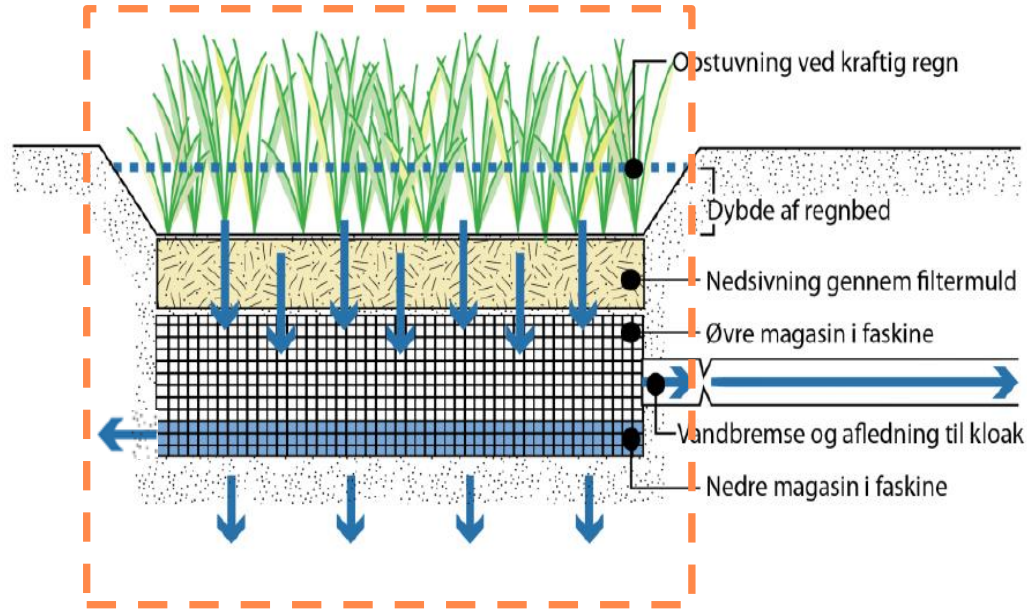 Opstuvning ved kraftig regn
Dybde af regnbed
Nedsivning gennem filtermuld
Øvre magasin i faskine
Vandbremse og afledning til kloak
Nedre magasin i faskine